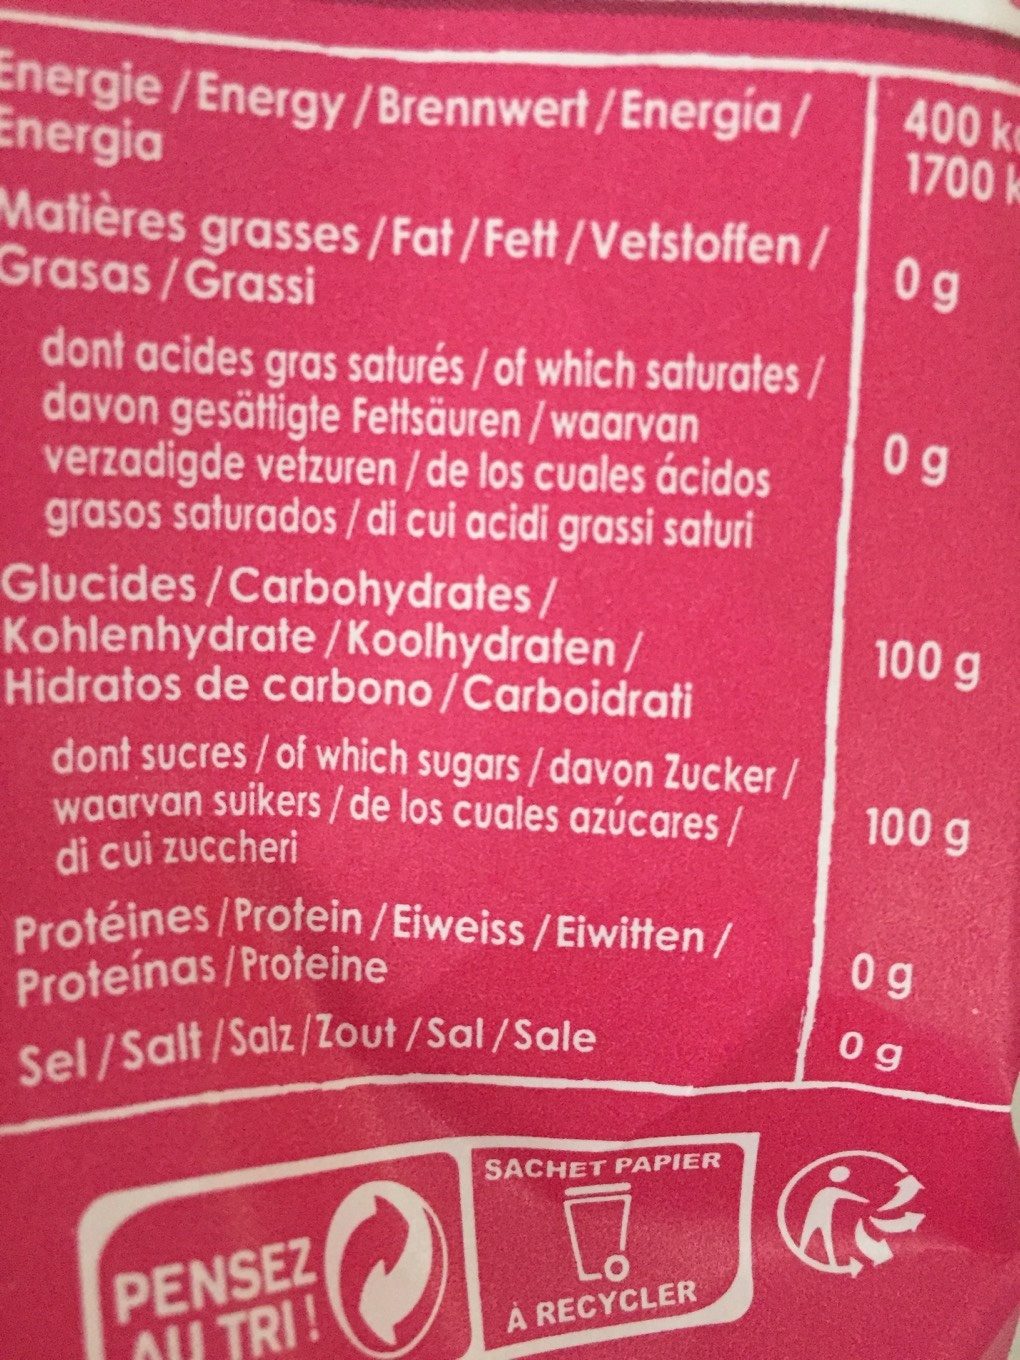 Energie / Energy / Brennwert / Energía /
Energia
400
1700
Matières grasses / Fat / Fett / Vetstoffen /
Grasas / Grassi
0 g
dont acides gras saturés / of which saturates /
davon gesättigte Fettsäuren / waarvan
verzadigde vetzuren / de los cuales ácidos
grasos saturados / di cui acidi grassi saturi
0 g
Glucides / Carbohydrates /
Kohlenhydrate / Koolhydraten /
Hidratos de carbono / Carboidrati
100 g
dont sucres / of which sugars / davon Zucker /
waarvan suikers / de los cuales azúcares /
di cui zuccheri
100 g
Protéines / Protein / Eiweiss / Eiwitten /
Proteínas / Proteine
0 g
Sel / Salt / Salz / Zout / Sal / Sale
0 g
PENSEZ
AU TRI !
SACHET PAPIER
À RECYCLER